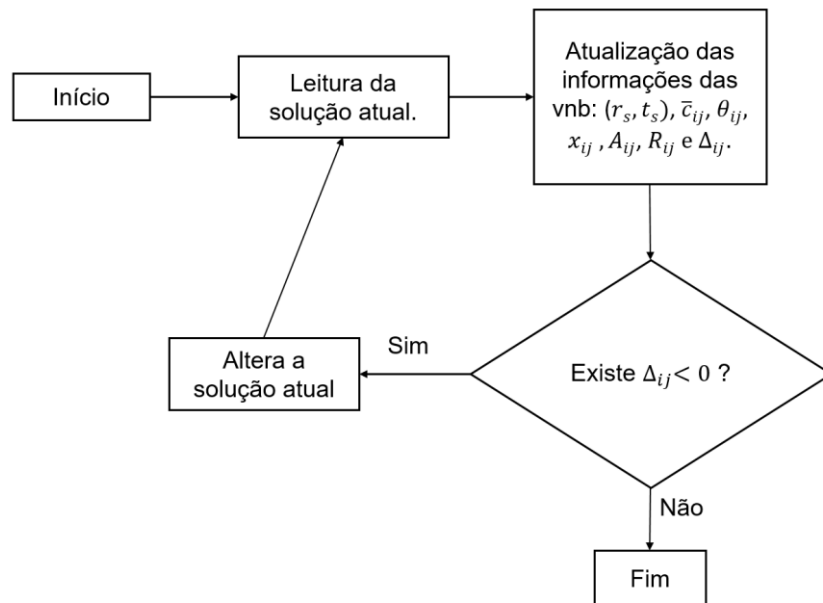 Início
Leitura da
solução atual.
Atualização das
informações das
vnb: (r_s, t_s), c̅_ij, θ_ij,
x_ij , A_ij, R_ij e Δ_ij.
Existe Δ_ij< 0 ?
Sim
Altera a
solução atual
Não
Fim